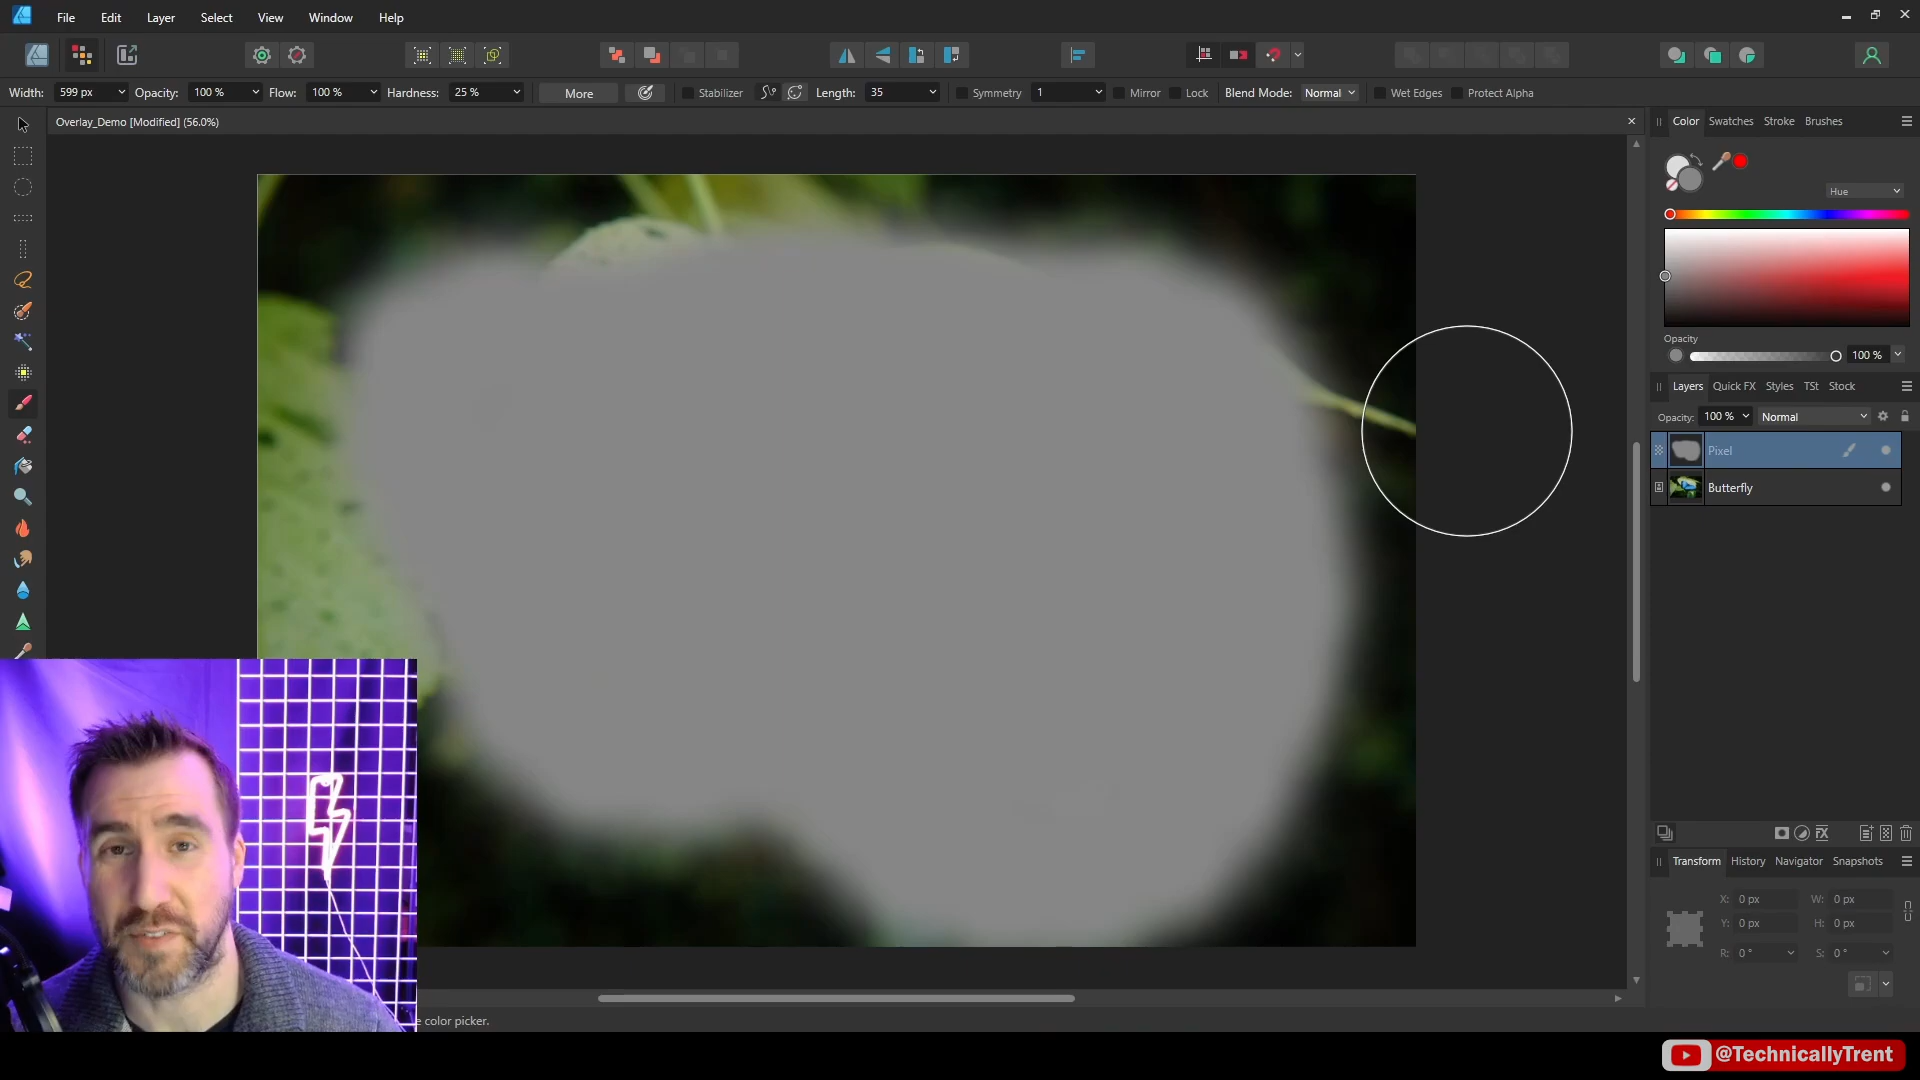 File Edit Layer Select View Window Help
Width: 599 px Opacity: 100 % Flow: 100 % Hardness: 25 % More Stabilizer Length: 35 Symmetry 1 Mirror Lock Blend Mode: Normal Wet Edges Protect Alpha
Overlay_Demo [Modified] (56.0%)
Color Swatches Stroke Brushes
Hue
Opacity
100 %
Layers Quick FX Styles TSt Stock
Opacity: 100 % Normal
Pixel
Butterfly
FX
Transform History Navigator Snapshots
X: 0 px W: 0 px
Y: 0 px H: 0 px
R: 0 ° S: 0 °
color picker.
@TechnicallyTrent